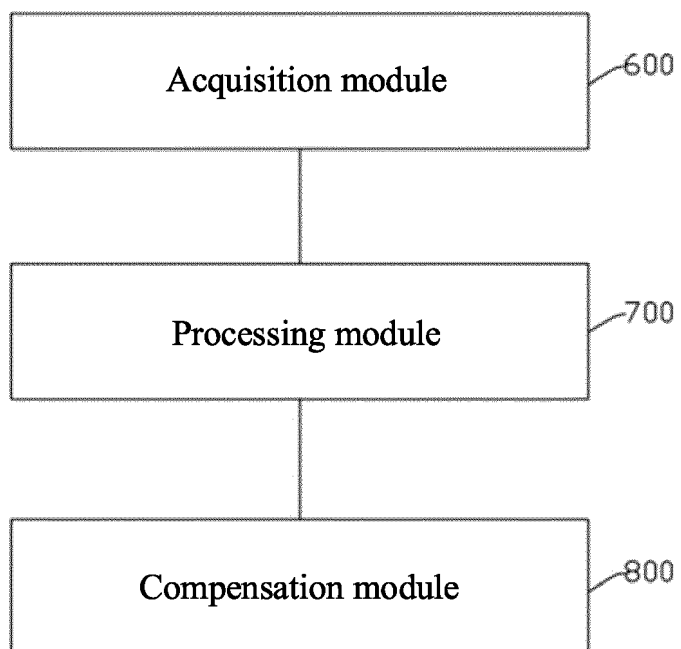 Acquisition module
600
Processing module
700
Compensation module
800